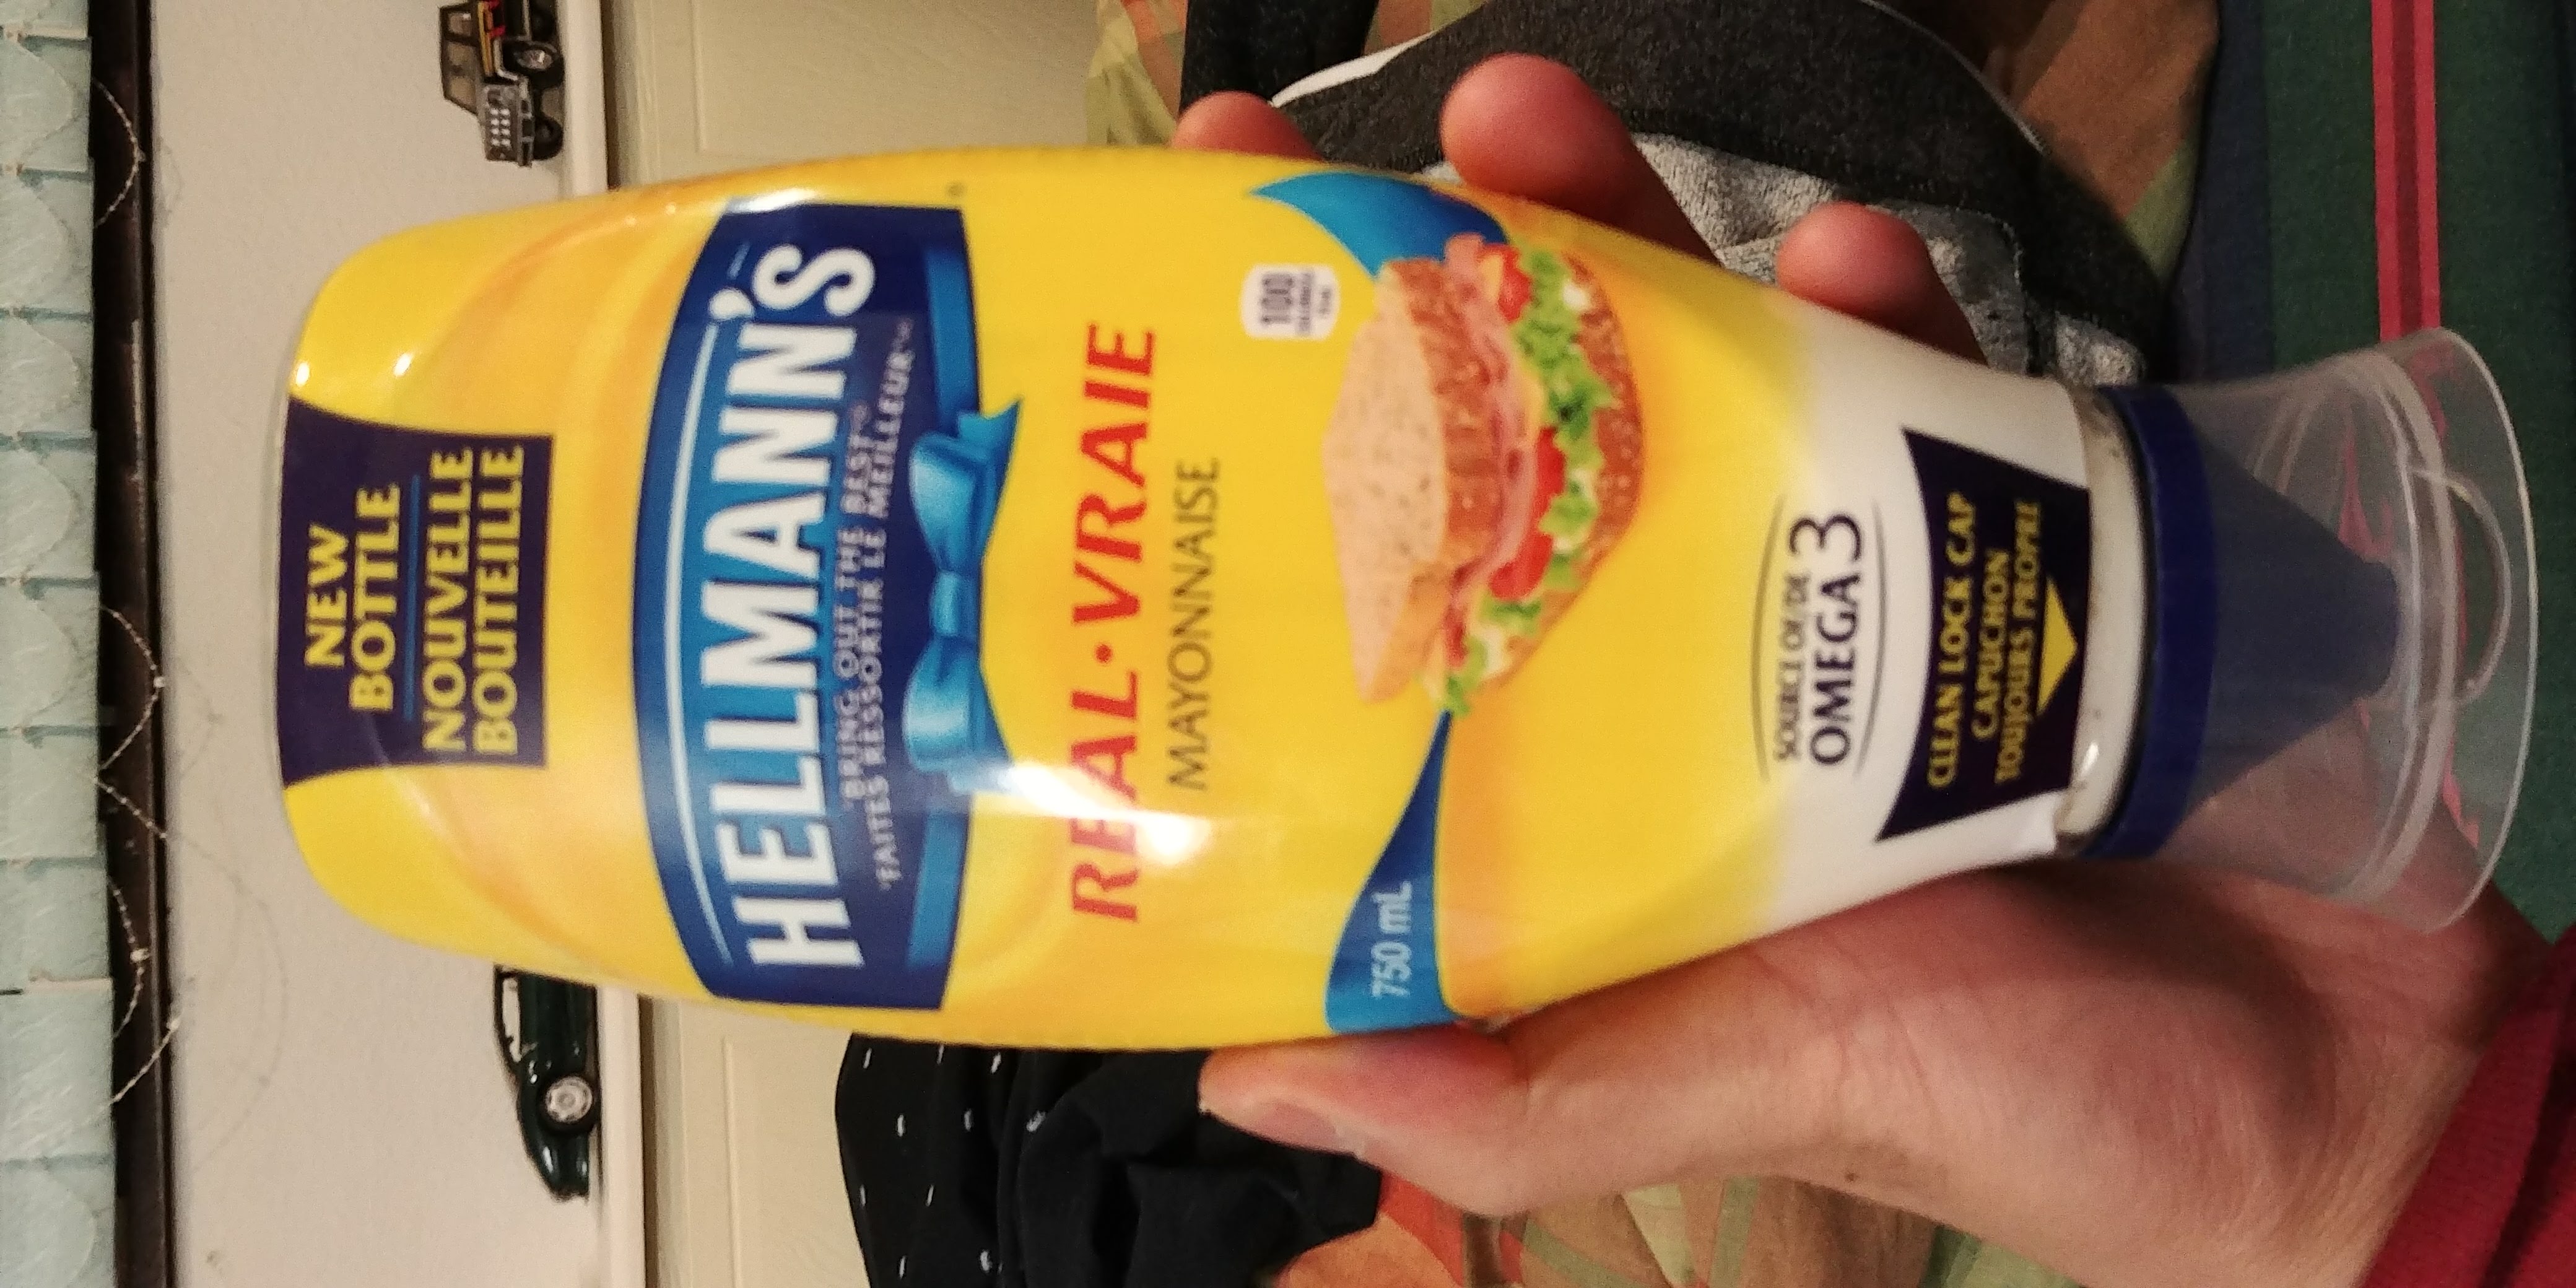 NEW
BOTTLE
NOUVELLE
BOUTEILLE
HELLMANN'S
"BRING OUT THE BEST"®
"FAITES RESSORTIR LE MEILLEUR"
REAL·VRAIE
MAYONNAISE
100
750 mL
SOURCE OF/DE
OMEGA 3
CLEAN LOCK CAP
CAPUCHON
TOUJOURS PROPRE